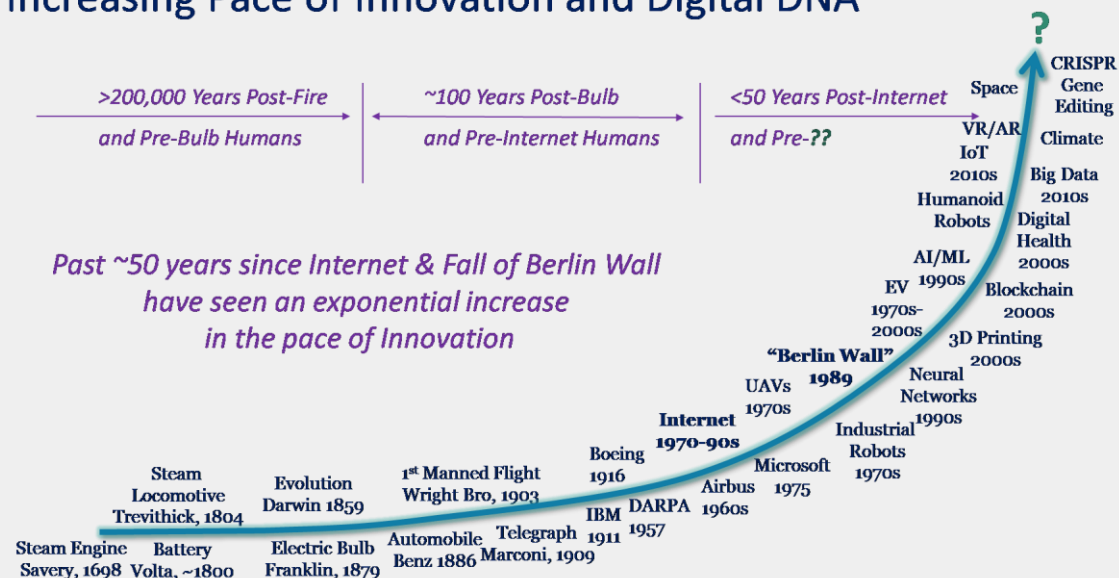 Increasing Pace of Innovation and Digital DNA
?
>200,000 Years Post-Fire
and Pre-Bulb Humans
~100 Years Post-Bulb
and Pre-Internet Humans
<50 Years Post-Internet
and Pre-??
Past ~50 years since Internet & Fall of Berlin Wall
have seen an exponential increase
in the pace of Innovation
Steam Engine
Savery, 1698
Steam
Locomotive
Trevithick, 1804
Battery
Volta, ~1800
Evolution
Darwin 1859
Electric Bulb
Franklin, 1879
1st Manned Flight
Wright Bro, 1903
Automobile
Benz 1886
Telegraph
Marconi, 1909
Boeing
1916
IBM
1911
DARPA
1957
Internet
1970-90s
Airbus
1960s
UAVs
1970s
Microsoft
1975
"Berlin Wall"
1989
Industrial
Robots
1970s
EV
1970s-
2000s
Neural
Networks
1990s
AI/ML
1990s
3D Printing
2000s
Blockchain
2000s
Humanoid
Robots
Digital
Health
2000s
VR/AR
IoT
2010s
Big Data
2010s
Space
Climate
CRISPR
Gene
Editing